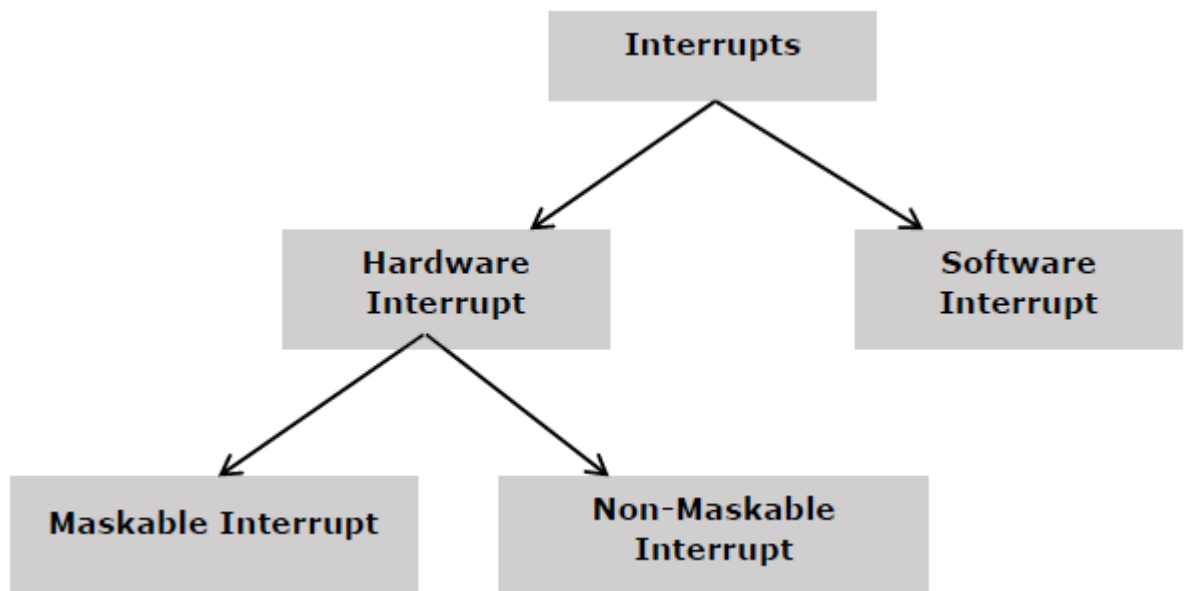 Interrupts
Hardware
Interrupt
Software
Interrupt
Maskable Interrupt
Non-Maskable
Interrupt